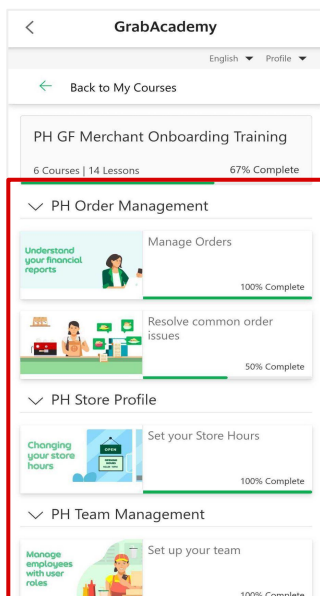 GrabAcademy
English
Profile
Back to My Courses
PH GF Merchant Onboarding Training
6 Courses | 14 Lessons
67% Complete
PH Order Management
Understand
your financial
reports
Manage Orders
100% Complete
Resolve common order
issues
50% Complete
PH Store Profile
Changing
your store
hours
OPEN
Set your Store Hours
100% Complete
PH Team Management
Manage
employees
with user
roles
Set up your team
100% Complete